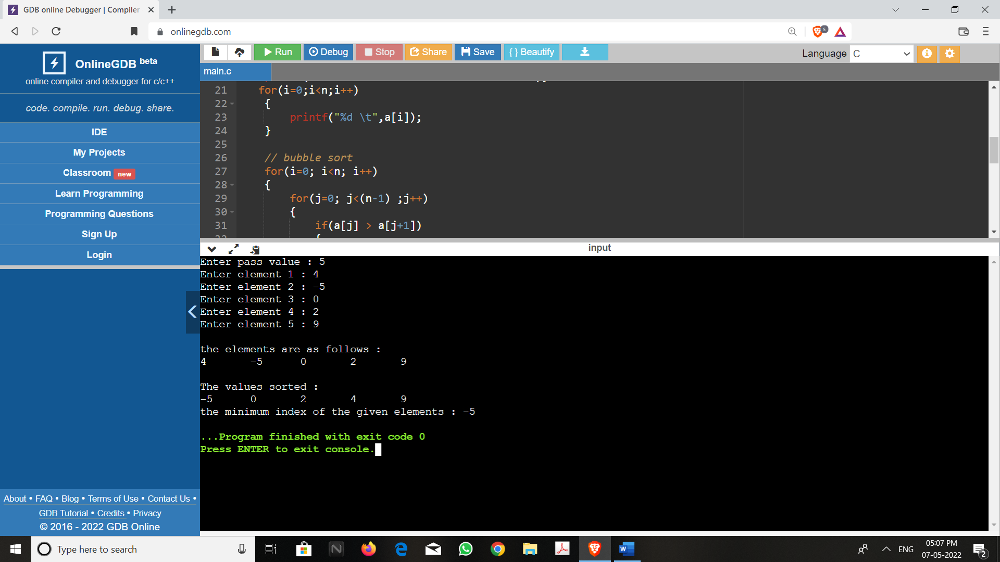 GDB online Debugger | Compiler
onlinegdb.com
5
OnlineGDB beta
online compiler and debugger for c/c++
code. compile. run. debug. share.
IDE
My Projects
Classroom new
Learn Programming
Programming Questions
Sign Up
Login
About • FAQ • Blog • Terms of Use • Contact Us •
GDB Tutorial • Credits • Privacy
© 2016 - 2022 GDB Online
Run Debug Stop Share Save { } Beautify
Language C
main.c
21 for(i=0;i<n;i++)
22 {
23 printf("%d \t",a[i]);
24 }
25
26 // bubble sort
27 for(i=0; i<n; i++)
28 {
29 for(j=0; j<(n-1) ;j++)
30 {
31 if(a[j] > a[j+1])
input
Enter pass value : 5
Enter element 1 : 4
Enter element 2 : -5
Enter element 3 : 0
Enter element 4 : 2
Enter element 5 : 9
the elements are as follows :
4 -5 0 2 9
The values sorted :
-5 0 2 4 9
the minimum index of the given elements : -5
...Program finished with exit code 0
Press ENTER to exit console.
Type here to search
ENG
05:07 PM
07-05-2022
2